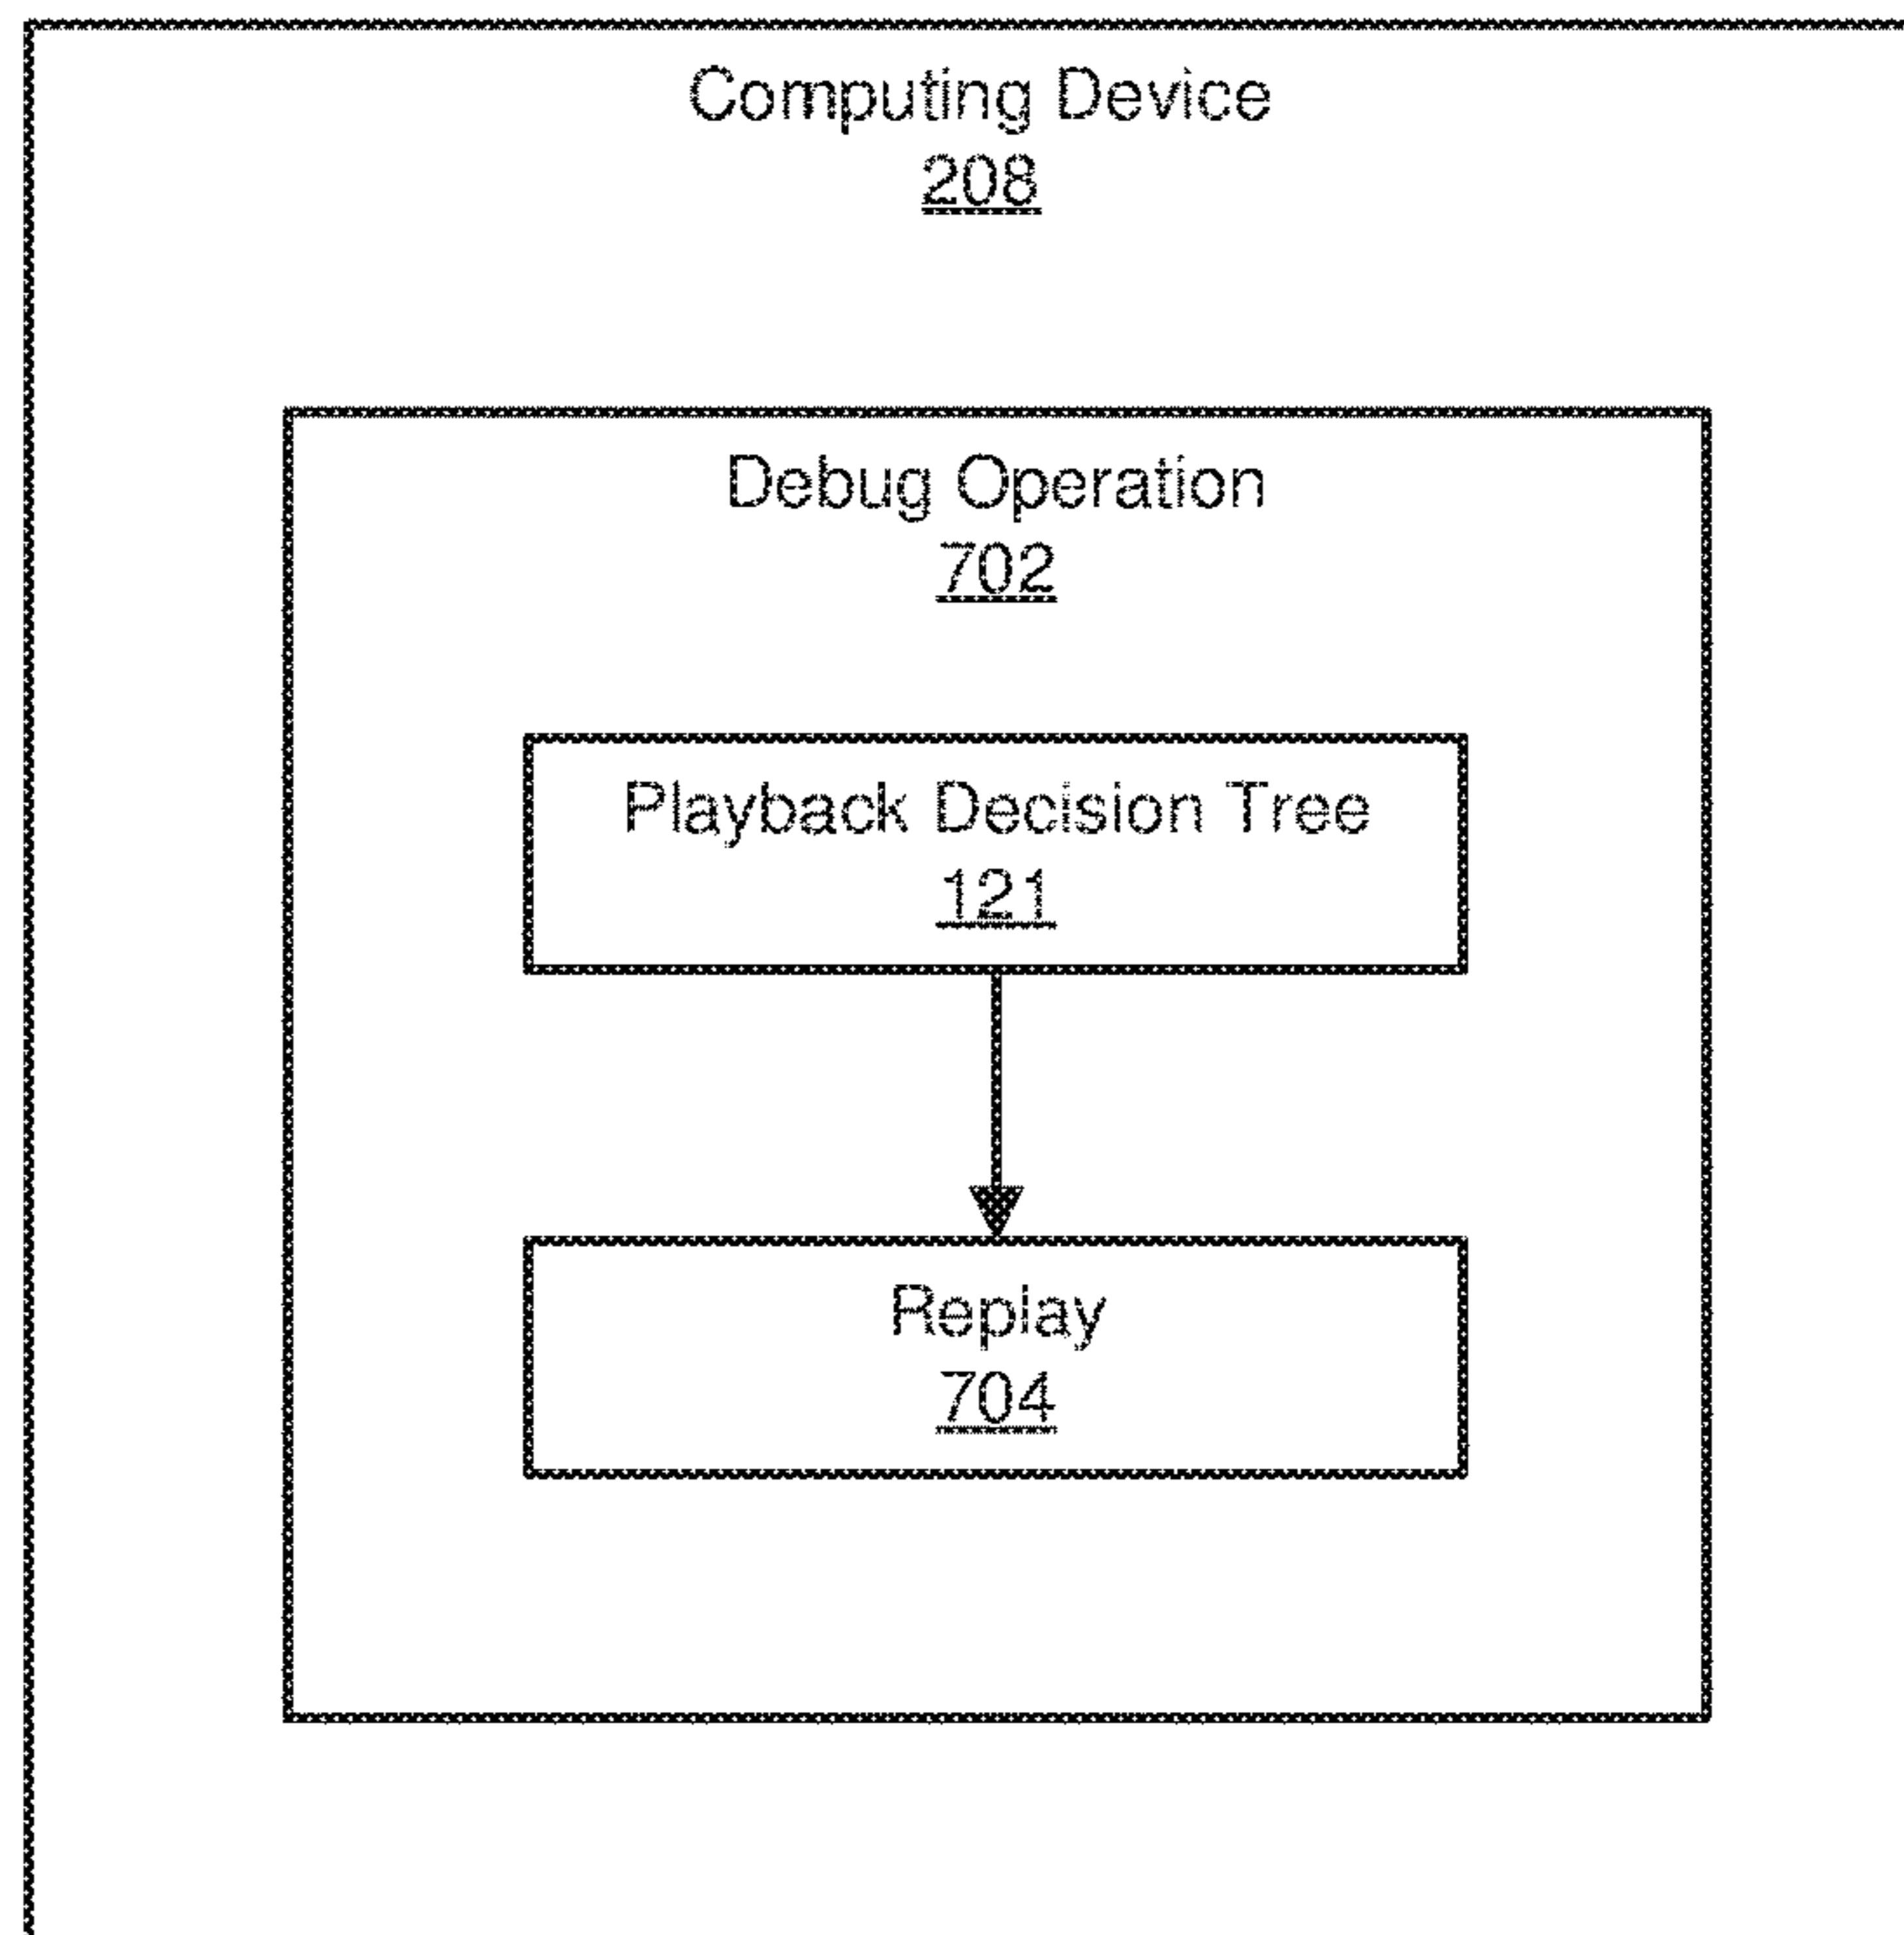 Computing Device
208
Debug Operation
702
Playback Decision Tree
121
Replay
704